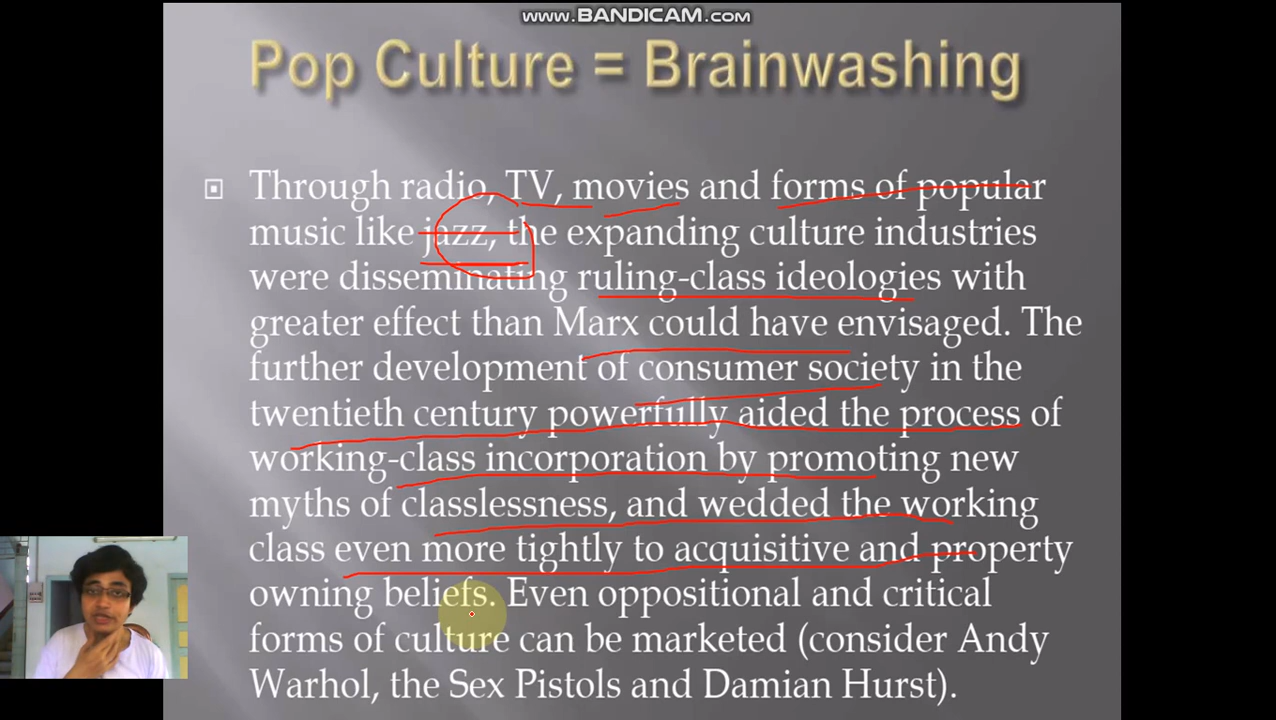 WWW.BANDICAM.COM
Pop Culture = Brainwashing
Through radio, TV, movies and forms of popular
music like jazz, the expanding culture industries
were disseminating ruling-class ideologies with
greater effect than Marx could have envisaged. The
further development of consumer society in the
twentieth century powerfully aided the process of
working-class incorporation by promoting new
myths of classlessness, and wedded the working
class even more tightly to acquisitive and property
owning beliefs. Even oppositional and critical
forms of culture can be marketed (consider Andy
Warhol, the Sex Pistols and Damian Hurst).